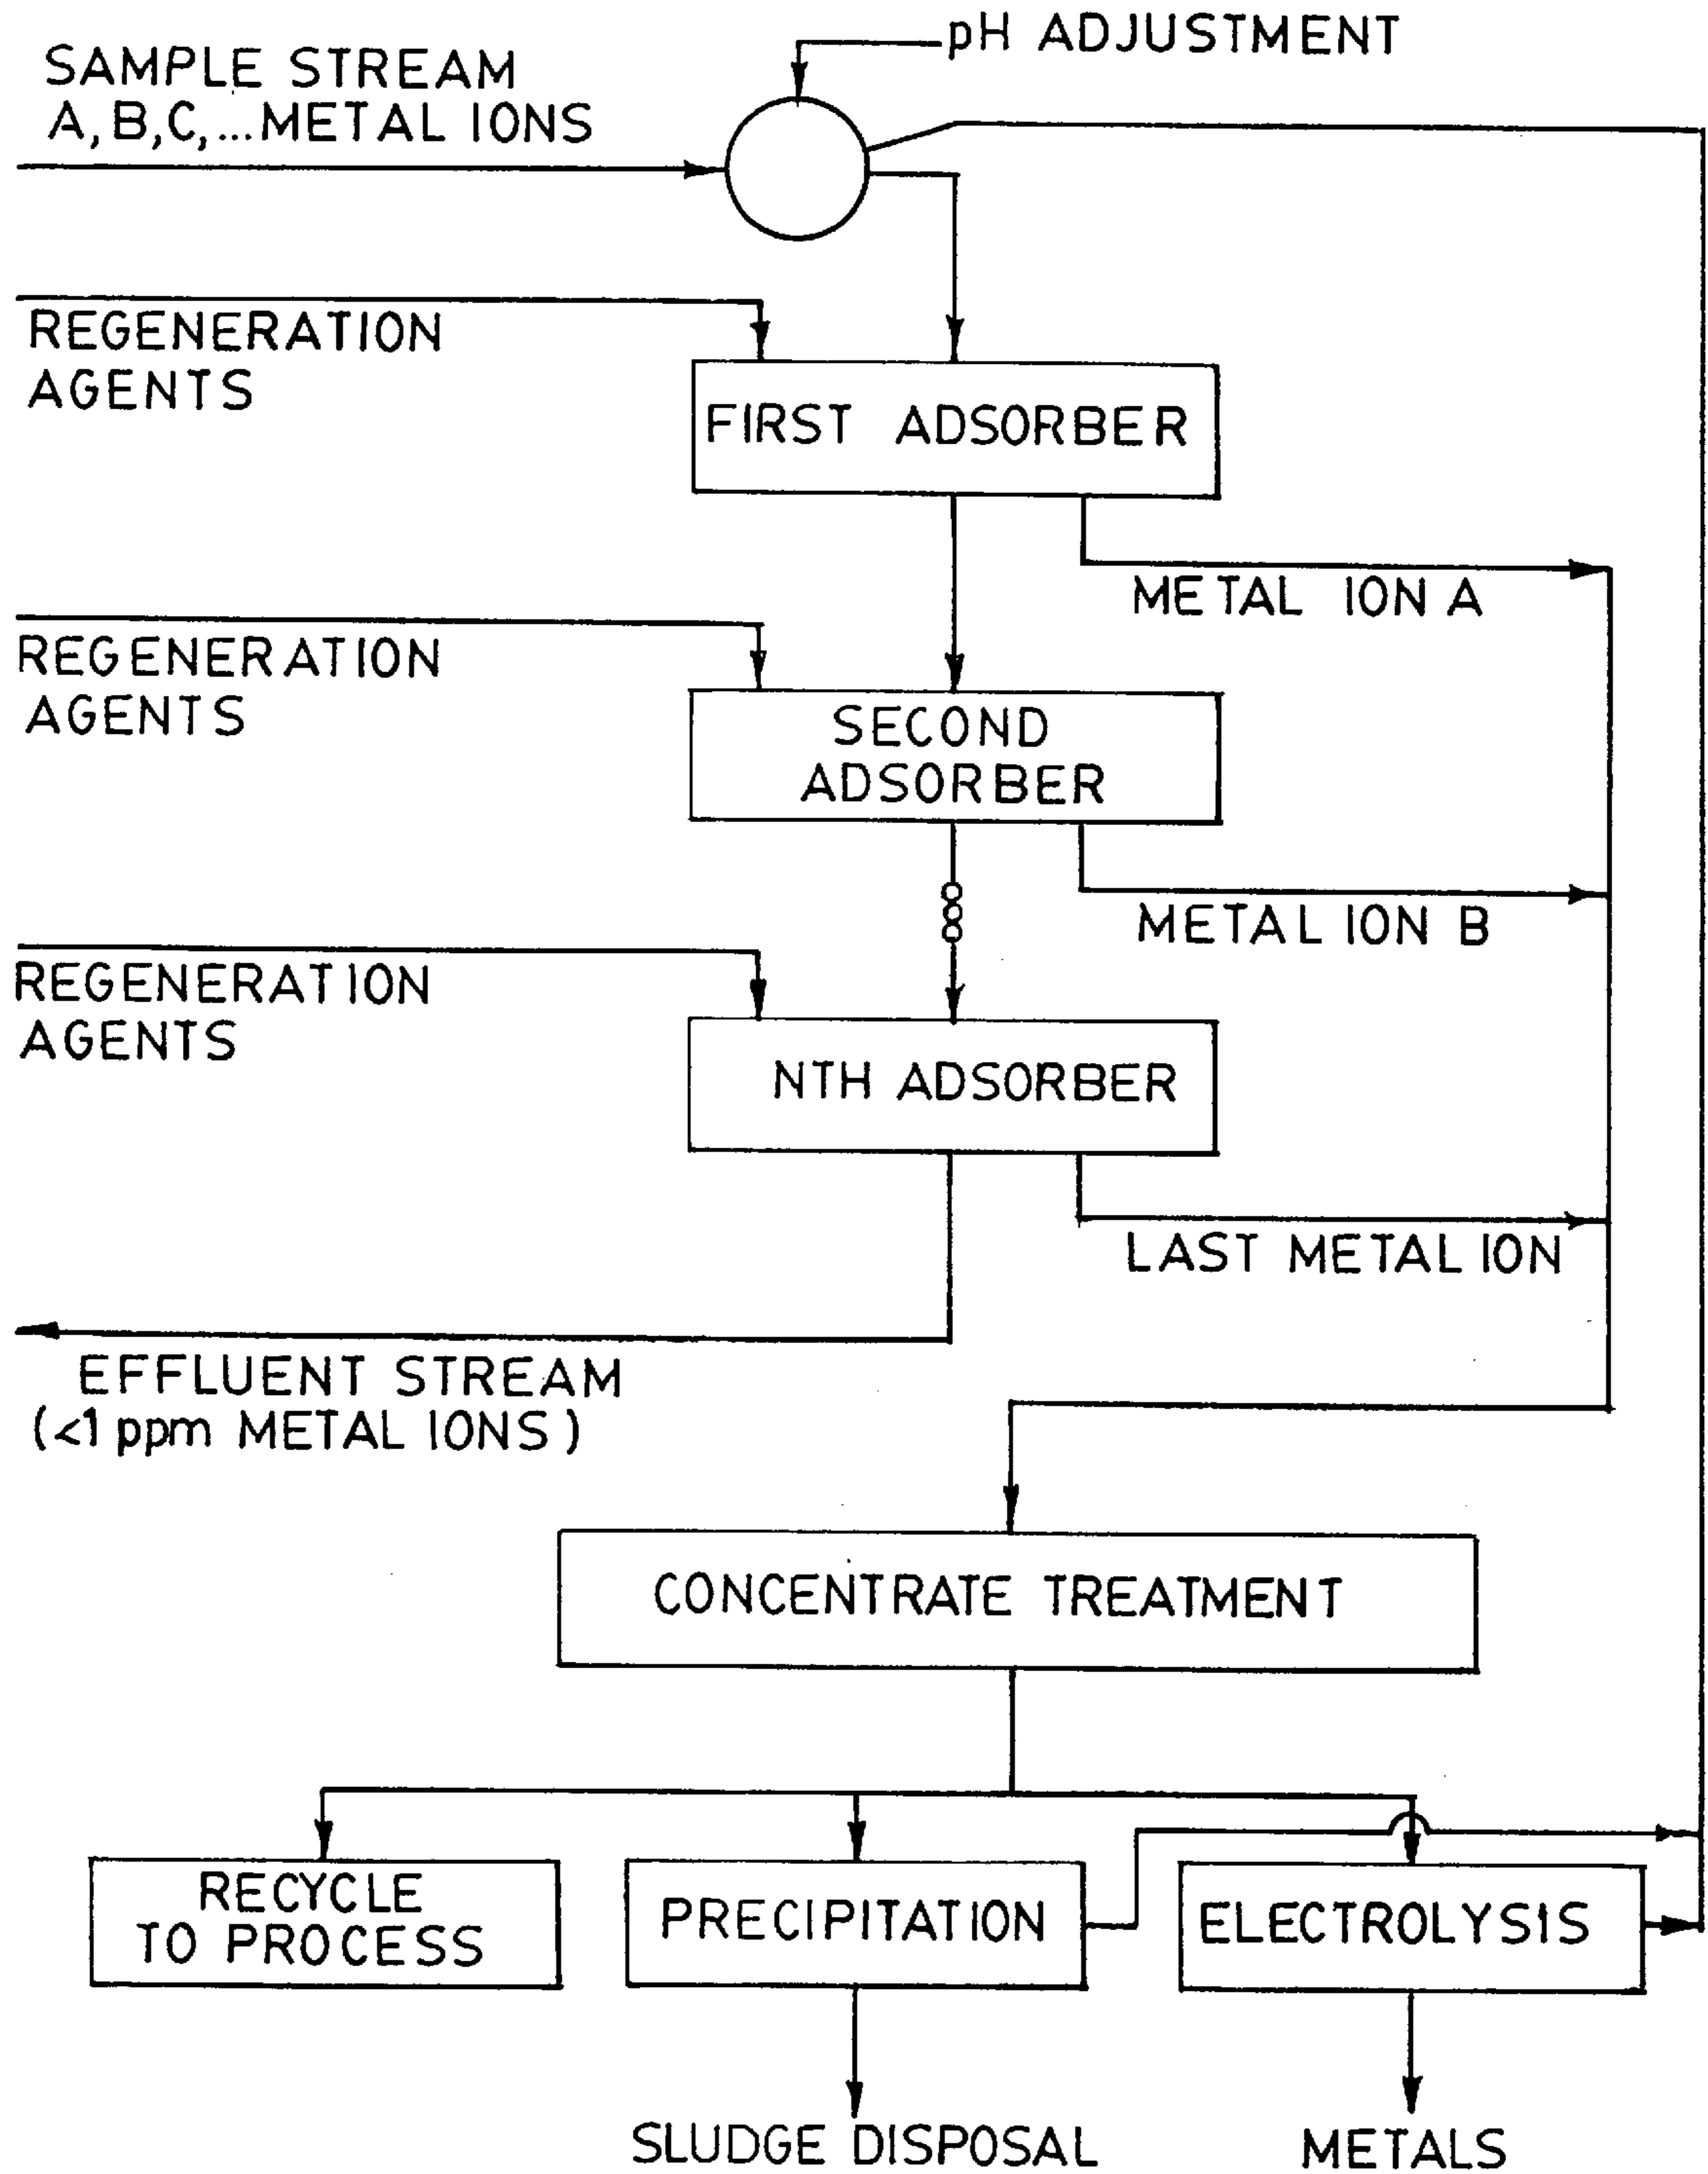 pH ADJUSTMENT
SAMPLE STREAM
A,B,C,...METAL IONS
REGENERATION
AGENTS
FIRST ADSORBER
METAL ION A
REGENERATION
AGENTS
SECOND
ADSORBER
METAL ION B
REGENERATION
AGENTS
NTH ADSORBER
LAST METAL ION
EFFLUENT STREAM
(<1 ppm METAL IONS)
CONCENTRATE TREATMENT
RECYCLE
TO PROCESS
PRECIPITATION
ELECTROLYSIS
SLUDGE DISPOSAL
METALS